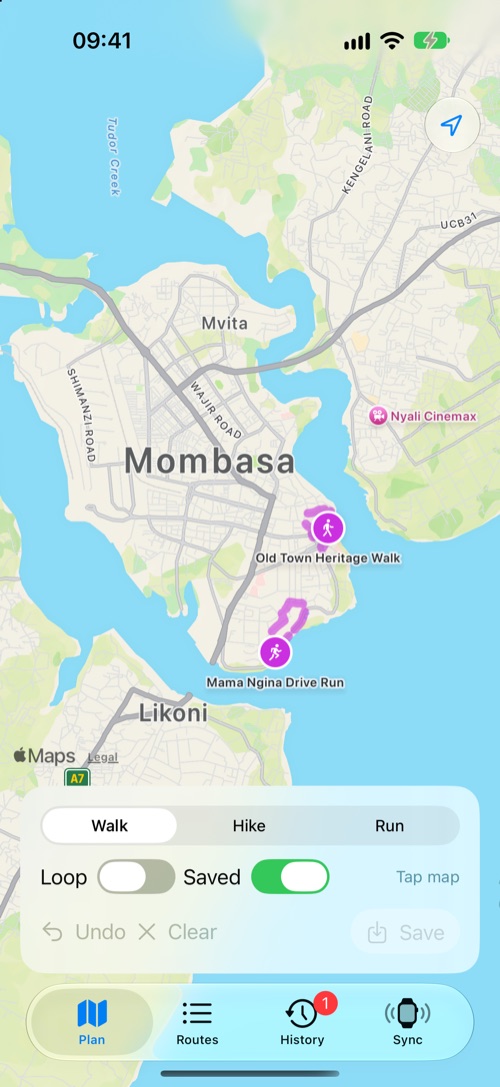 09:41
Tudor Creek
KENGELANI ROAD
UCB31
Mvita
SHIMANZI ROAD
WAJIR ROAD
Nyali Cinemax
Mombasa
Old Town Heritage Walk
Mama Ngina Drive Run
Likoni
Maps Legal
A7
Walk Hike Run
Loop Saved Tap map
Undo Clear Save
1
Plan Routes History Sync